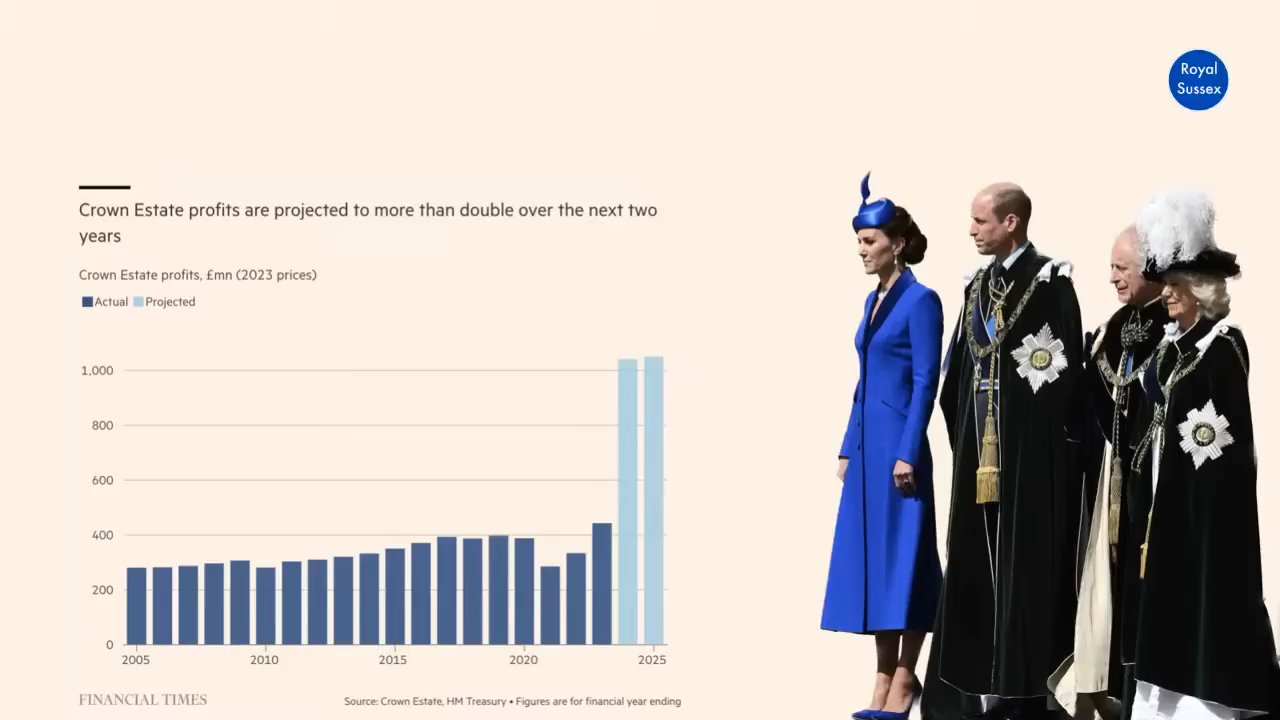 Royal
Sussex
Crown Estate profits are projected to more than double over the next two
years
Crown Estate profits, £mn (2023 prices)
Actual Projected
1,000
800
600
400
200
0
2005 2010 2015 2020 2025
FINANCIAL TIMES
Source: Crown Estate, HM Treasury • Figures are for financial year ending